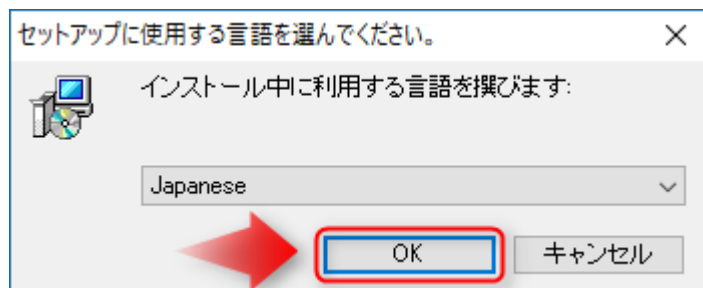 セットアップに使用する言語を選んでください。
インストール中に利用する言語を撰びます:
Japanese
OK
キャンセル